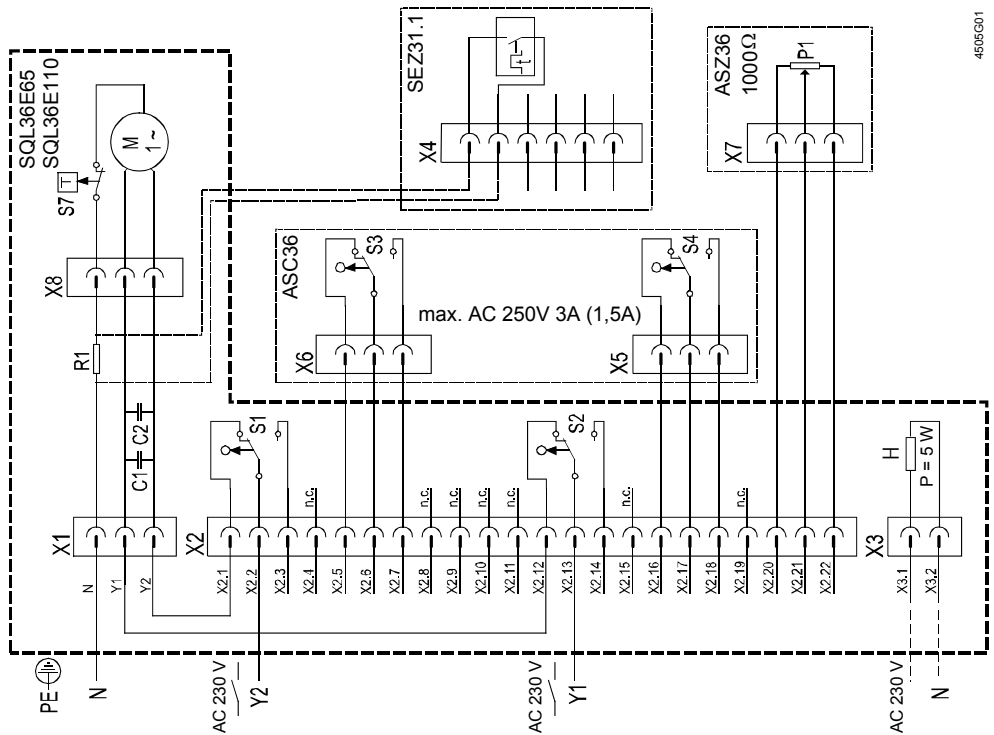 4505G01
SQL36E65
SQL36E110
M
1 ~
T
S7
X8
R1
C1
C2
SEZ31.1
t
X4
ASZ36
1000Ω
P1
X7
ASC36
S3
S4
max. AC 250V 3A (1,5A)
X6
X5
S1
S2
H
P = 5 W
n.c.
n.c.
n.c.
n.c.
n.c.
n.c.
n.c.
X1
X2
X3
N
Y1
Y2
X2.1
X2.2
X2.3
X2.4
X2.5
X2.6
X2.7
X2.8
X2.9
X2.10
X2.11
X2.12
X2.13
X2.14
X2.15
X2.16
X2.17
X2.18
X2.19
X2.20
X2.21
X2.22
X3.1
X3.2
PE
N
AC 230 V
Y2
AC 230 V
Y1
AC 230 V
N